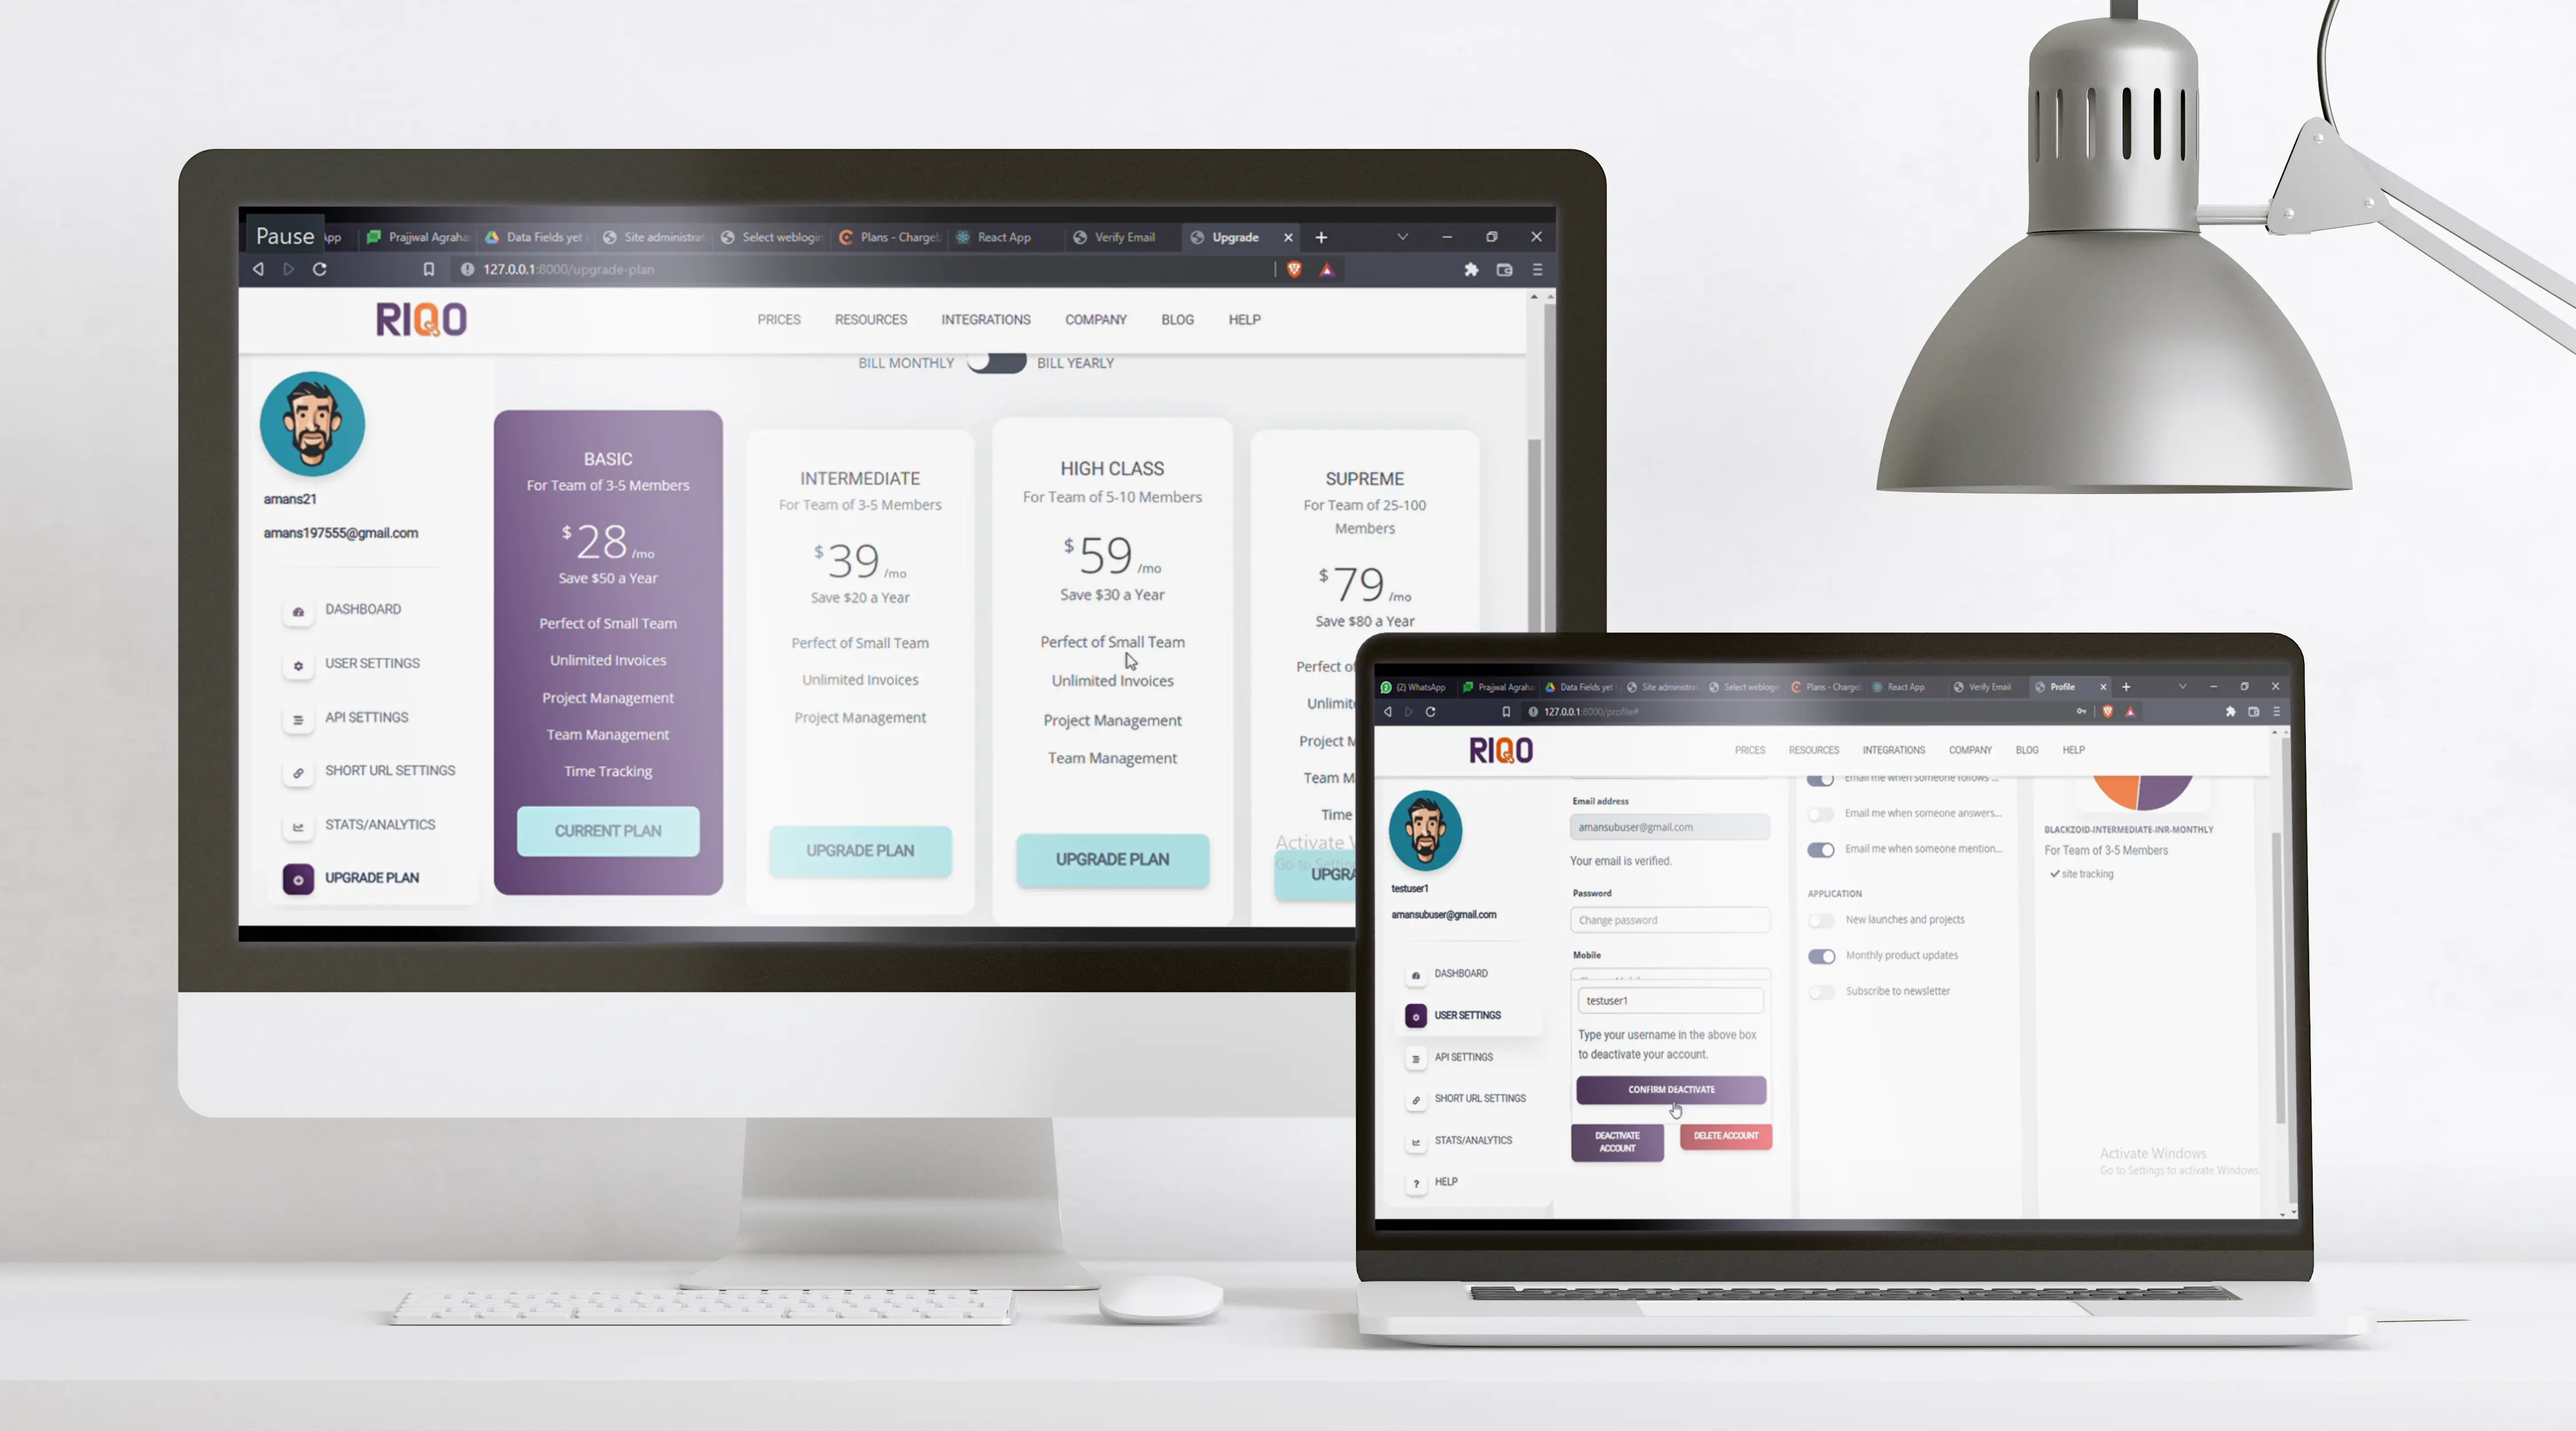 Pause
App
Prajjwal Agraha
Data Fields yet
Site administrat
Select weblogin
Plans - Chargeb
React App
Verify Email
Upgrade
127.0.0.1:8000/upgrade-plan
RIQO
PRICES
RESOURCES
INTEGRATIONS
COMPANY
BLOG
HELP
BILL MONTHLY
BILL YEARLY
amans21
amans197555@gmail.com
DASHBOARD
USER SETTINGS
API SETTINGS
SHORT URL SETTINGS
STATS/ANALYTICS
UPGRADE PLAN
BASIC
For Team of 3-5 Members
$28/mo
Save $50 a Year
Perfect of Small Team
Unlimited Invoices
Project Management
Team Management
Time Tracking
CURRENT PLAN
INTERMEDIATE
For Team of 3-5 Members
$39/mo
Save $20 a Year
Perfect of Small Team
Unlimited Invoices
Project Management
UPGRADE PLAN
HIGH CLASS
For Team of 5-10 Members
$59/mo
Save $30 a Year
Perfect of Small Team
Unlimited Invoices
Project Management
Team Management
UPGRADE PLAN
SUPREME
For Team of 25-100
Members
$79/mo
Save $80 a Year
Perfect of
Unlimite
Project M
Team M
Time
Activate
Go to Settin
UPGRA
(2) WhatsApp
Prajjwal Agraha
Data Fields yet
Site administrat
Select weblogi
Plans - Charget
React App
Verify Email
Profile
127.0.0.1:8000/profile#
RIQO
PRICES
RESOURCES
INTEGRATIONS
COMPANY
BLOG
HELP
testuser1
amansubuser@gmail.com
DASHBOARD
USER SETTINGS
API SETTINGS
SHORT URL SETTINGS
STATS/ANALYTICS
HELP
Email address
amansubuser@gmail.com
Your email is verified.
Password
Change password
Mobile
testuser1
Type your username in the above box
to deactivate your account.
CONFIRM DEACTIVATE
DEACTIVATE
ACCOUNT
DELETE ACCOUNT
Email me when someone follows ...
Email me when someone answers...
Email me when someone mention...
APPLICATION
New launches and projects
Monthly product updates
Subscribe to newsletter
BLACKZOID-INTERMEDIATE-INR-MONTHLY
For Team of 3-5 Members
site tracking
Activate Windows
Go to Settings to activate Windows.